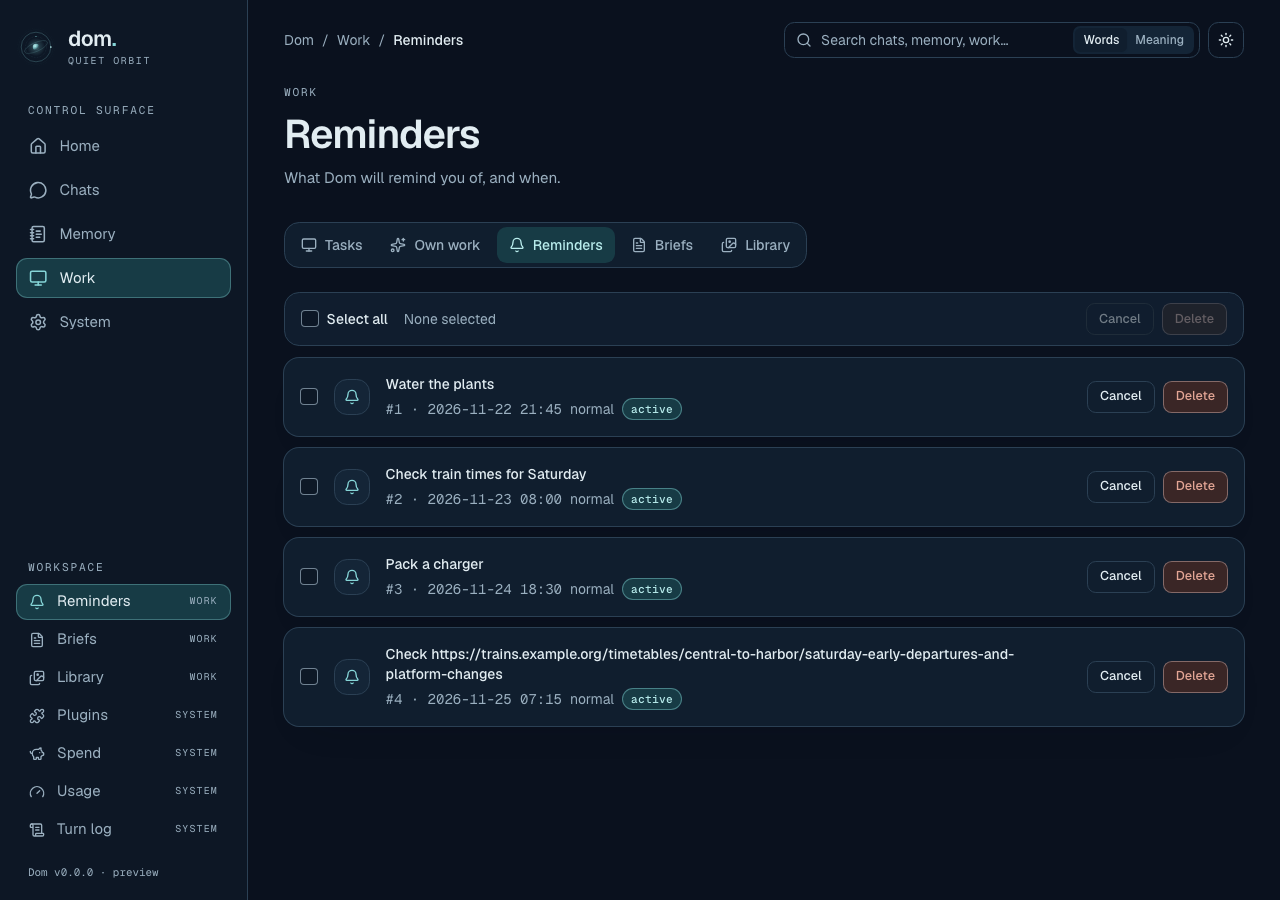 dom.
QUIET ORBIT
CONTROL SURFACE
Home
Chats
Memory
Work
System
WORKSPACE
Reminders WORK
Briefs WORK
Library WORK
Plugins SYSTEM
Spend SYSTEM
Usage SYSTEM
Turn log SYSTEM
Dom v0.0.0 · preview
Dom / Work / Reminders
Search chats, memory, work…
Words Meaning
WORK
Reminders
What Dom will remind you of, and when.
Tasks Own work Reminders Briefs Library
Select all None selected Cancel Delete
Water the plants
#1 · 2026-11-22 21:45 normal active
Cancel Delete
Check train times for Saturday
#2 · 2026-11-23 08:00 normal active
Cancel Delete
Pack a charger
#3 · 2026-11-24 18:30 normal active
Cancel Delete
Check https://trains.example.org/timetables/central-to-harbor/saturday-early-departures-and-
platform-changes
#4 · 2026-11-25 07:15 normal active
Cancel Delete